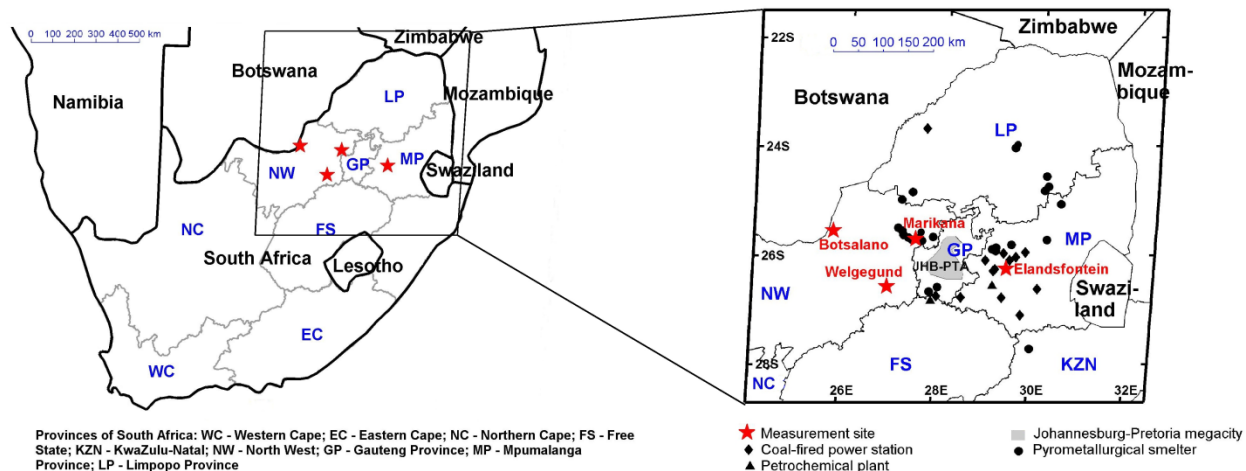 0 100 200 300 400 500 km
Zimbabwe
Botswana
Namibia
Mozambique
LP
NW
GP
MP
Swaziland
NC
FS
South Africa
Lesotho
EC
WC
Provinces of South Africa: WC - Western Cape; EC - Eastern Cape; NC - Northern Cape; FS - Free
State; KZN - KwaZulu-Natal; NW - North West; GP - Gauteng Province; MP - Mpumalanga
Province; LP - Limpopo Province
22S
0 50 100 150 200 km
Zimbabwe
Mozam-
bique
Botswana
LP
24S
Marikana
Botsalano
GP
MP
26S
JHB-PTA
Elandsfontein
Welgegund
NW
Swazi-
land
28S
FS
KZN
NC
26E 28E 30E 32E
Measurement site
Coal-fired power station
Petrochemical plant
Johannesburg-Pretoria megacity
Pyrometallurgical smelter